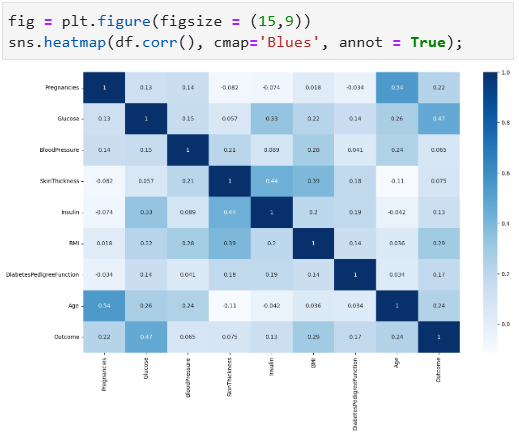 fig = plt.figure(figsize = (15,9))
sns.heatmap(df.corr(), cmap='Blues', annot = True);
Pregnancies 1 0.13 0.14 -0.082 -0.074 0.018 -0.034 0.54 0.22
Glucose 0.13 1 0.15 0.057 0.33 0.22 0.14 0.26 0.47
BloodPressure 0.14 0.15 1 0.21 0.089 0.28 0.041 0.24 0.065
SkinThickness -0.082 0.057 0.21 1 0.44 0.39 0.18 -0.11 0.075
Insulin -0.074 0.33 0.089 0.44 1 0.2 0.19 -0.042 0.13
BMI 0.018 0.22 0.28 0.39 0.2 1 0.14 0.036 0.29
DiabetesPedigreeFunction -0.034 0.14 0.041 0.18 0.19 0.14 1 0.034 0.17
Age 0.54 0.26 0.24 -0.11 -0.042 0.036 0.034 1 0.24
Outcome 0.22 0.47 0.065 0.075 0.13 0.29 0.17 0.24 1
Pregnancies Glucose BloodPressure SkinThickness Insulin BMI DiabetesPedigreeFunction Age Outcome
1.0
0.8
0.6
0.4
0.2
0.0